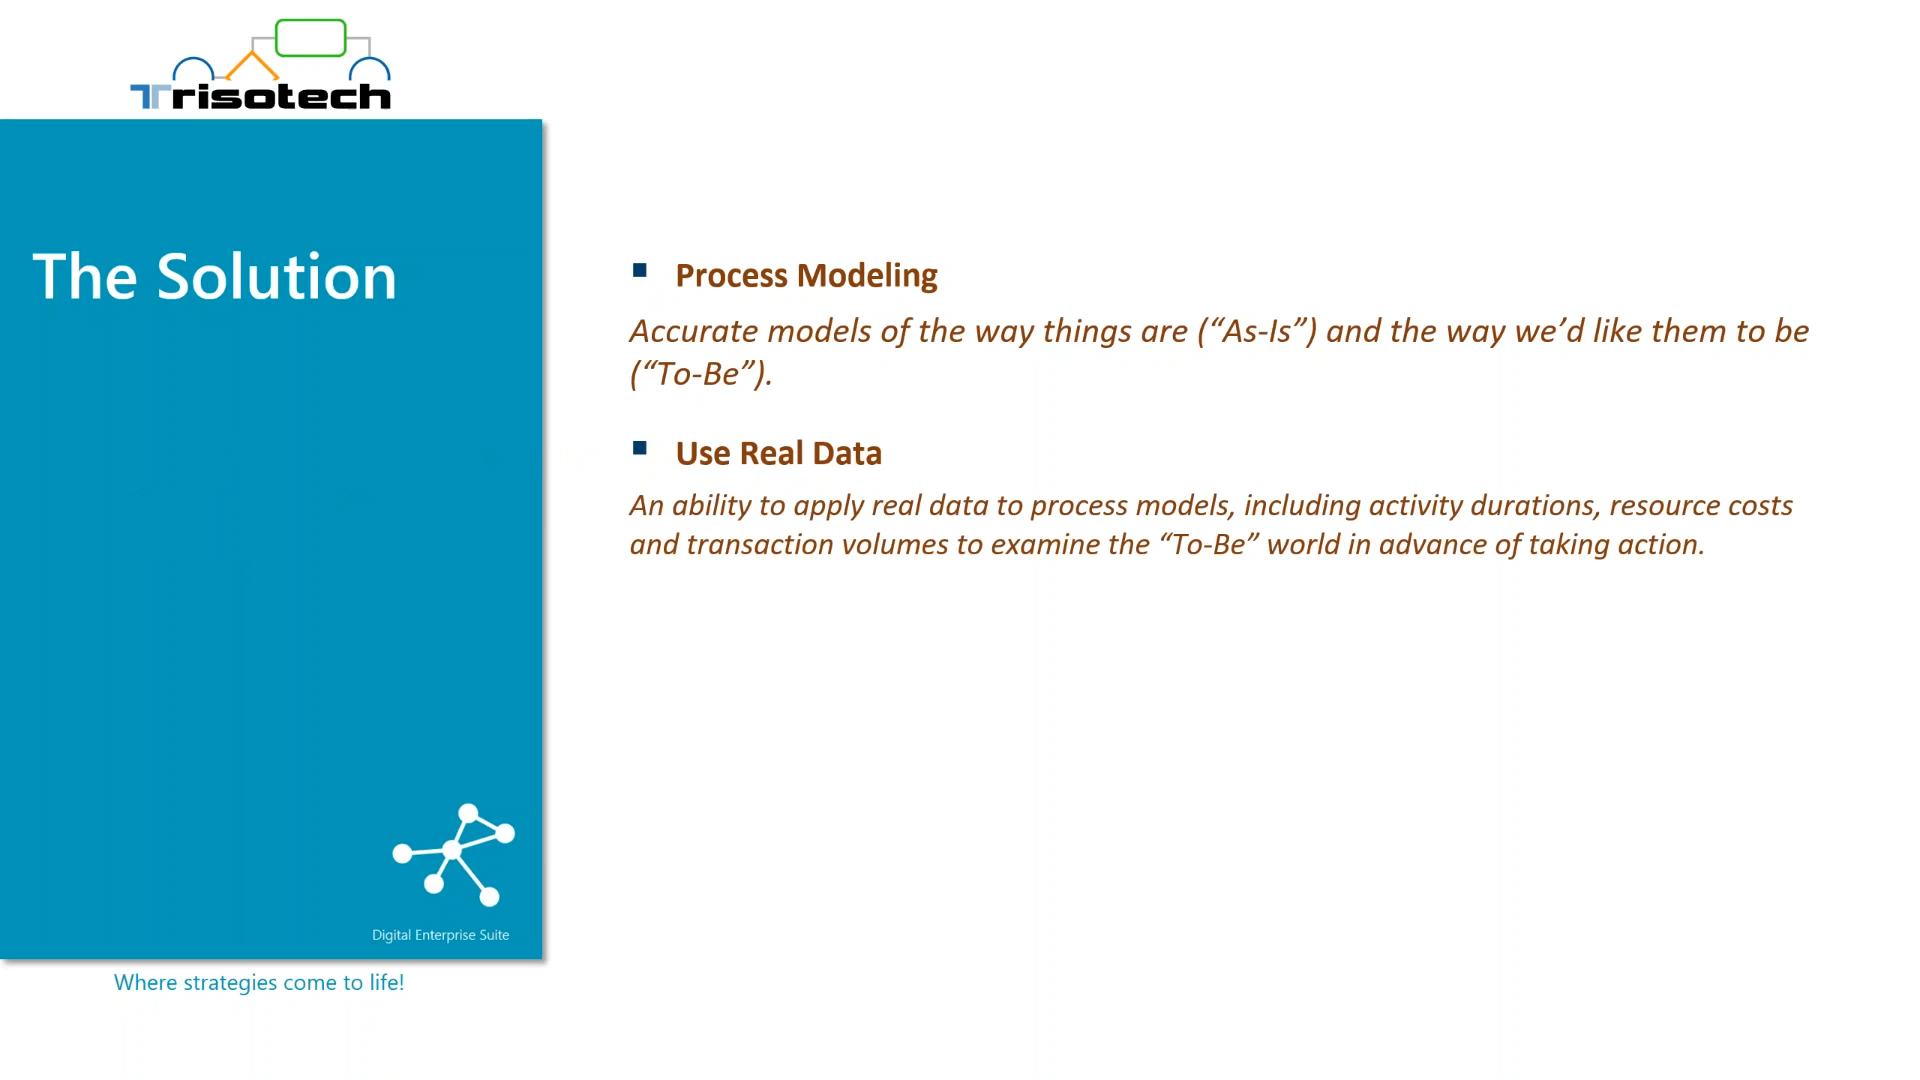 Trisotech
The Solution
▪ Process Modeling
Accurate models of the way things are (“As-Is”) and the way we’d like them to be
(“To-Be”).
▪ Use Real Data
An ability to apply real data to process models, including activity durations, resource costs
and transaction volumes to examine the “To-Be” world in advance of taking action.
Digital Enterprise Suite
Where strategies come to life!